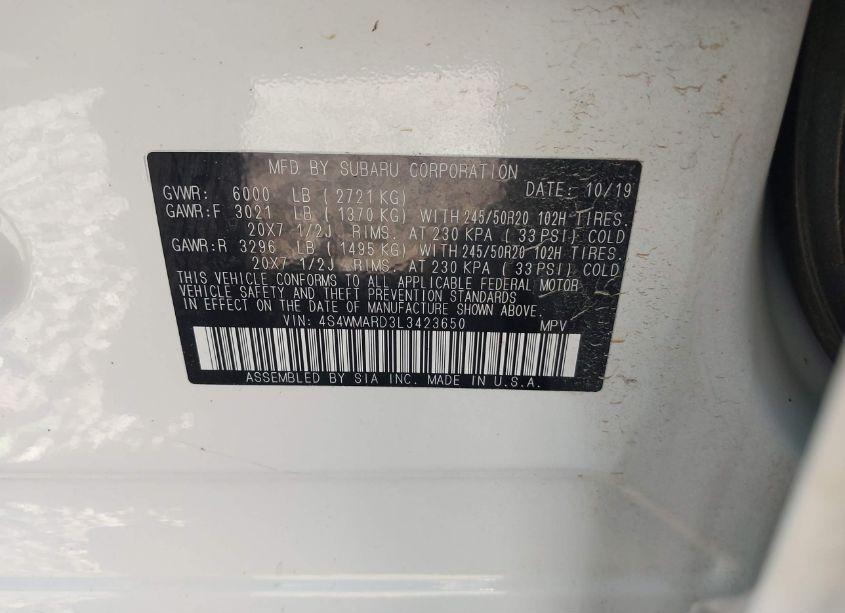 MFD BY SUBARU CORPORATION
DATE: 10/19
GVWR: 6000 LB ( 2721 KG)
GAWR:F 3021 LB ( 1370 KG) WITH 245/50R20 102H TIRES.
20X7 1/2J RIMS. AT 230 KPA ( 33 PSI) COLD
GAWR:R 3296 LB ( 1495 KG) WITH 245/50R20 102H TIRES.
20X7 1/2J RIMS. AT 230 KPA ( 33 PSI) COLD
THIS VEHICLE CONFORMS TO ALL APPLICABLE FEDERAL MOTOR
VEHICLE SAFETY AND THEFT PREVENTION STANDARDS
IN EFFECT ON THE DATE OF MANUFACTURE SHOWN ABOVE.
VIN: 4S4WMARD3L3423650 MPV
ASSEMBLED BY SIA INC. MADE IN U.S.A.